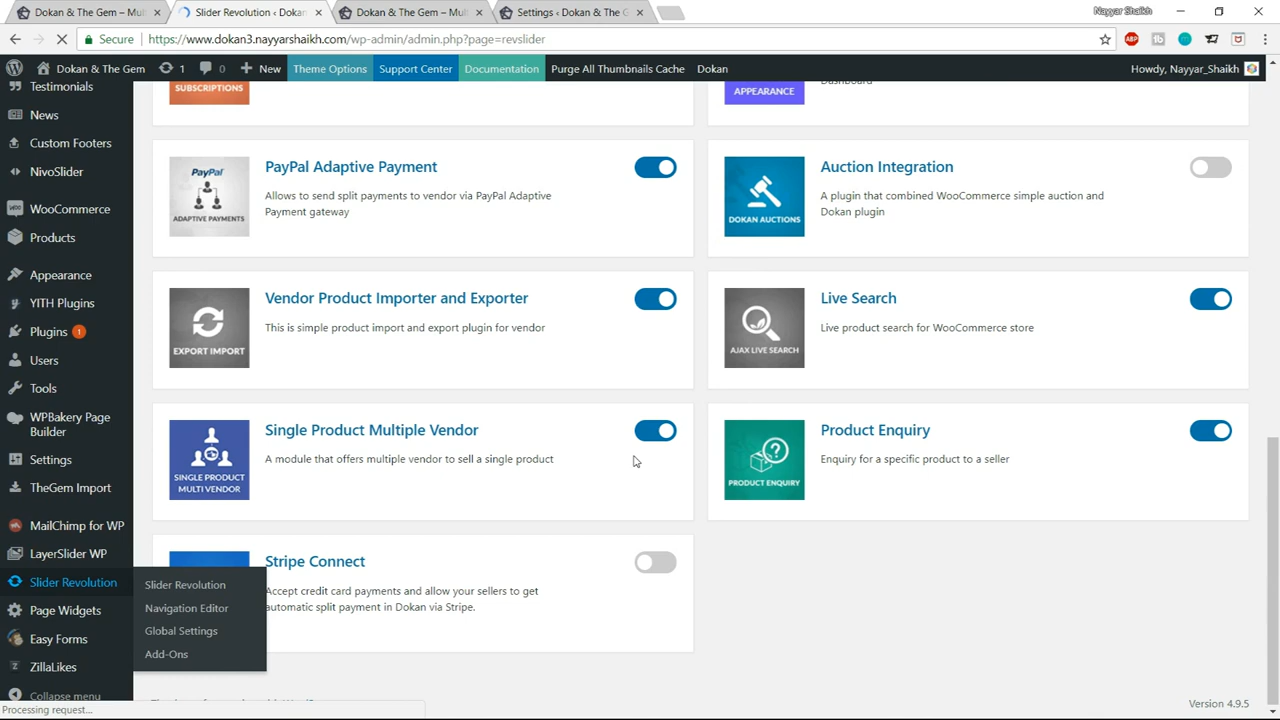 Dokan & The Gem – Mul
Slider Revolution ‹ Dokan
Dokan & The Gem – Mul
Settings ‹ Dokan & The G
Nayyar Shaikh
Secure
https://www.dokan3.nayyarshaikh.com/wp-admin/admin.php?page=revslider
ABP
Dokan & The Gem
1
0
New
Theme Options
Support Center
Documentation
Purge All Thumbnails Cache
Dokan
Howdy, Nayyar_Shaikh
Testimonials
News
Custom Footers
NivoSlider
WooCommerce
Products
Appearance
YITH Plugins
Plugins 1
Users
Tools
WPBakery Page
Builder
Settings
TheGem Import
MailChimp for WP
LayerSlider WP
Slider Revolution
Page Widgets
Easy Forms
ZillaLikes
Collapse menu
Slider Revolution
Navigation Editor
Global Settings
Add-Ons
SUBSCRIPTIONS
APPEARANCE
Dashboard
PayPal
ADAPTIVE PAYMENTS
PayPal Adaptive Payment
Allows to send split payments to vendor via PayPal Adaptive
Payment gateway
DOKAN AUCTIONS
Auction Integration
A plugin that combined WooCommerce simple auction and
Dokan plugin
EXPORT IMPORT
Vendor Product Importer and Exporter
This is simple product import and export plugin for vendor
AJAX LIVE SEARCH
Live Search
Live product search for WooCommerce store
SINGLE PRODUCT
MULTI VENDOR
Single Product Multiple Vendor
A module that offers multiple vendor to sell a single product
PRODUCT ENQUIRY
Product Enquiry
Enquiry for a specific product to a seller
Stripe Connect
Accept credit card payments and allow your sellers to get
automatic split payment in Dokan via Stripe.
Version 4.9.5
Processing request...